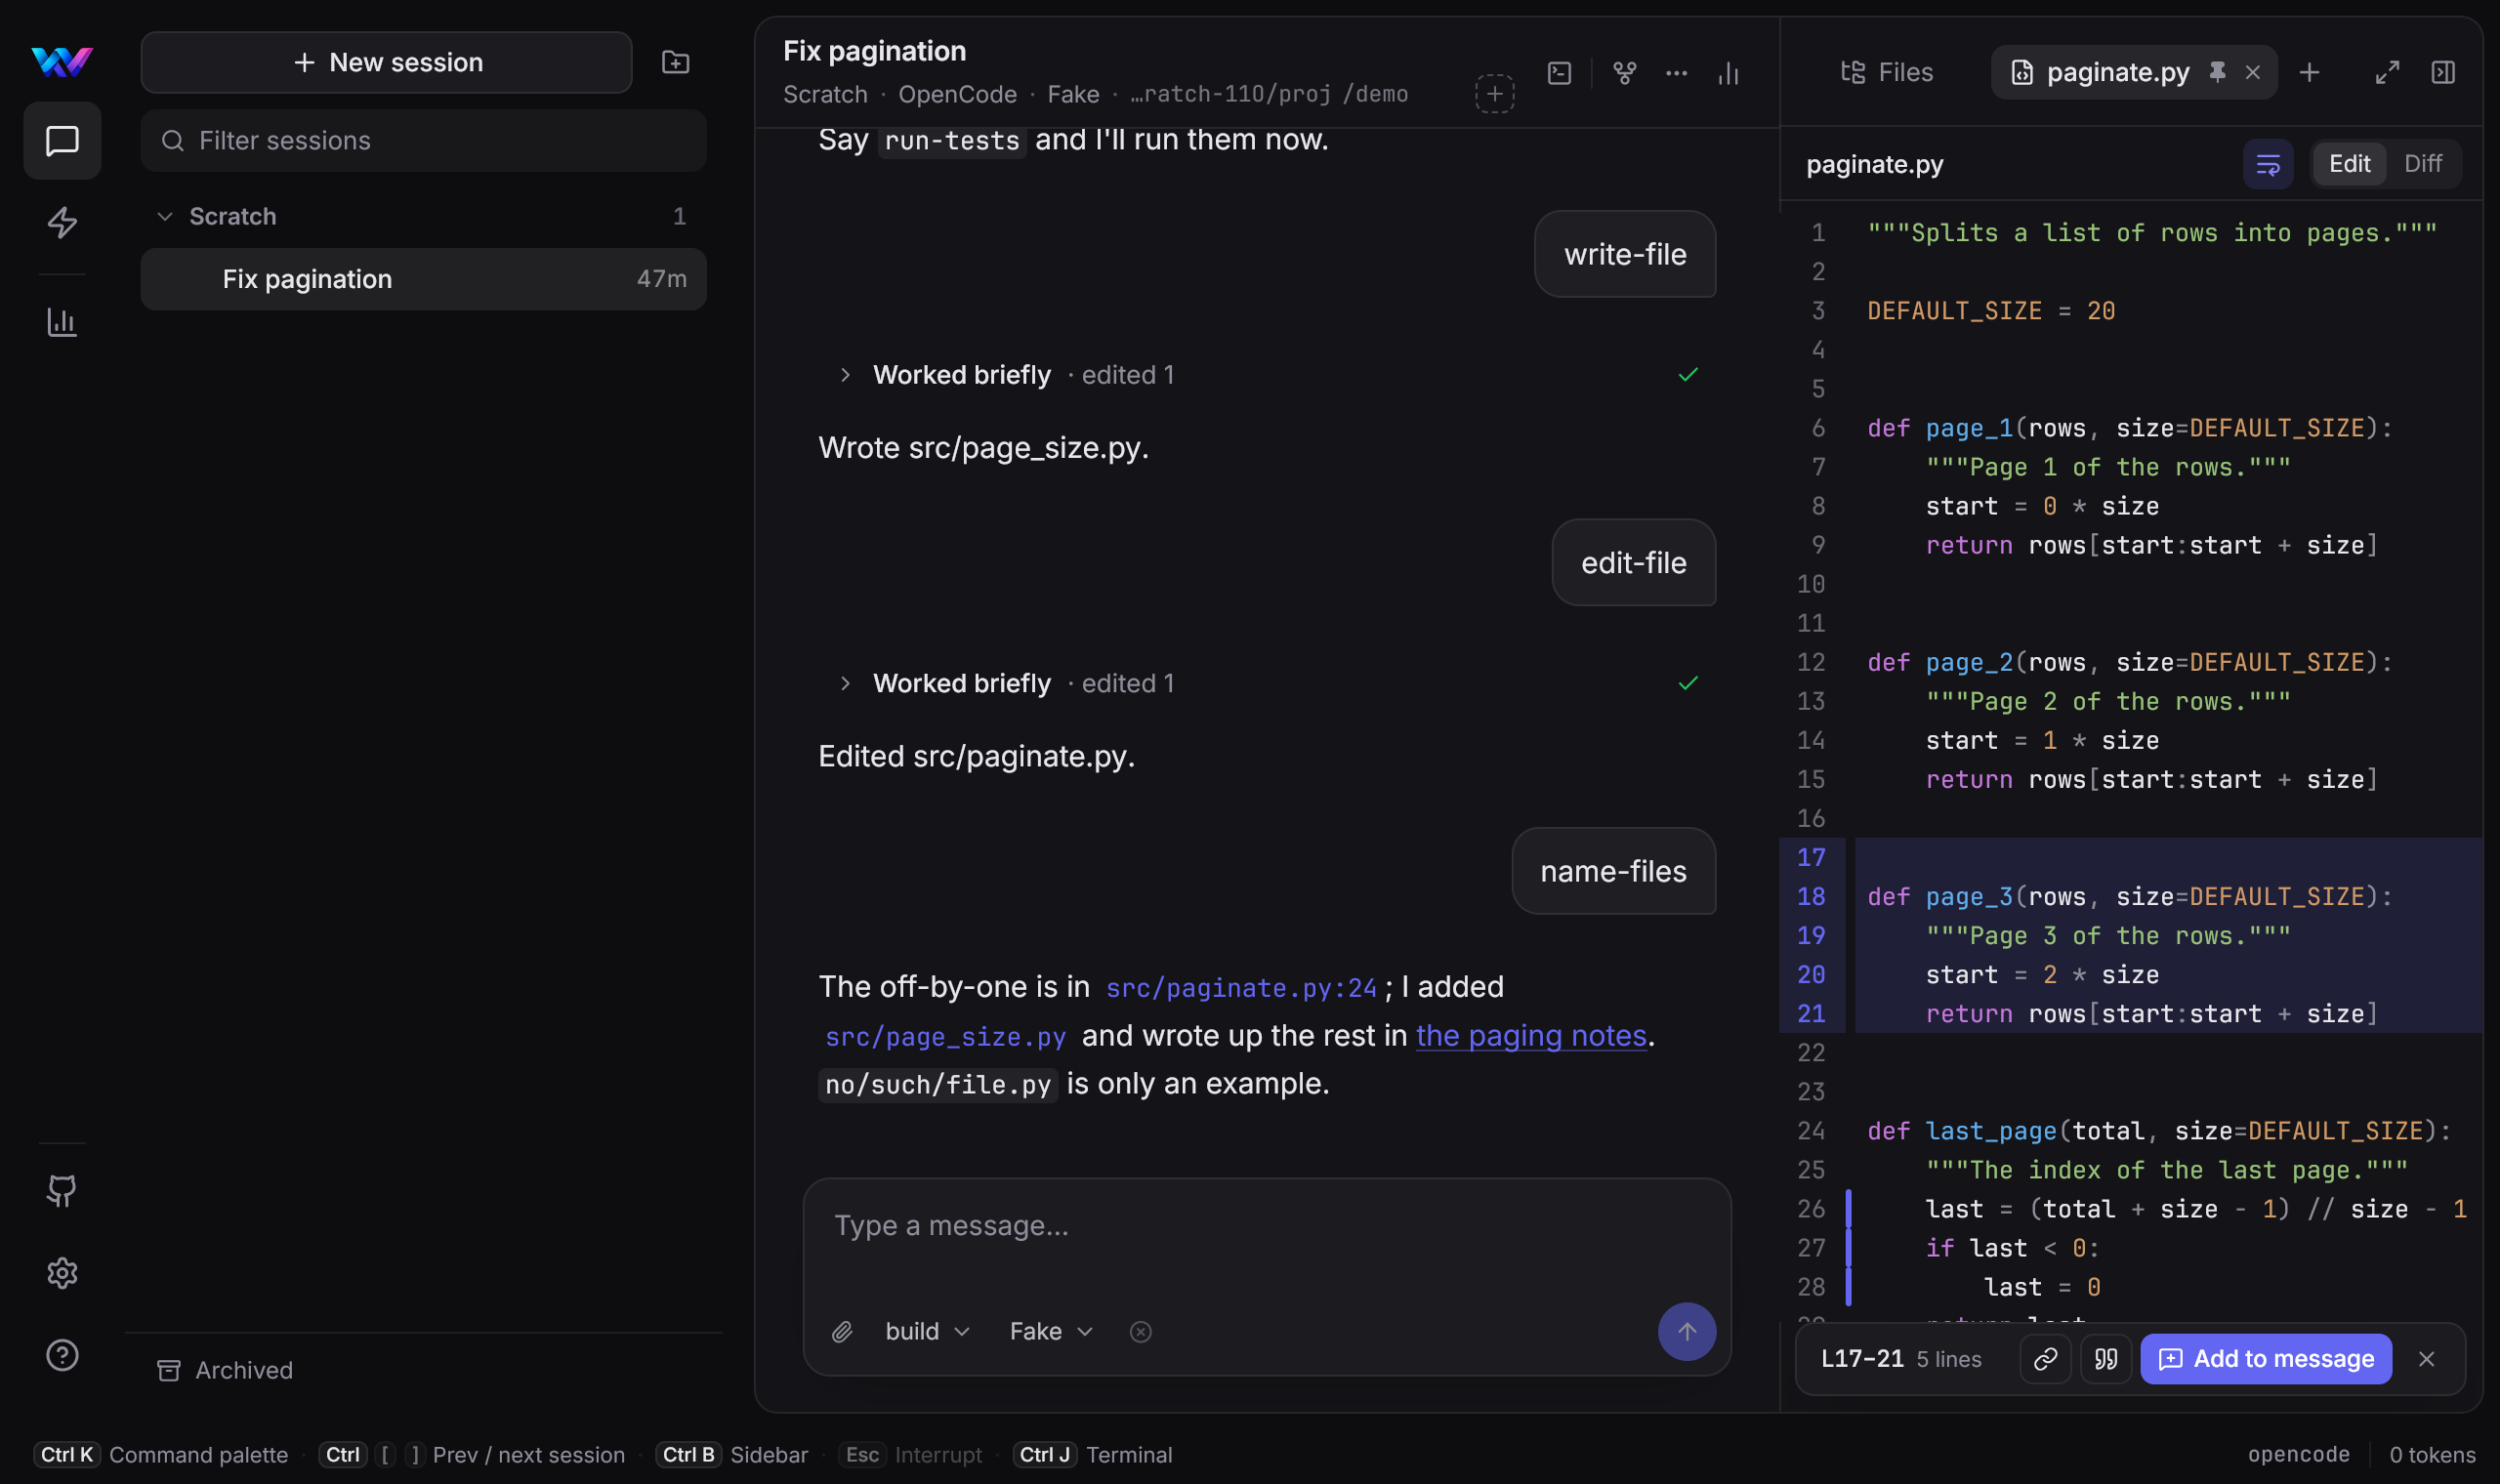 New session
Filter sessions
Scratch 1
Fix pagination 47m
Archived
Fix pagination
Scratch · OpenCode · Fake · …ratch-110/proj /demo
Say run-tests and I'll run them now.
write-file
Worked briefly · edited 1
Wrote src/page_size.py.
edit-file
Worked briefly · edited 1
Edited src/paginate.py.
name-files
The off-by-one is in src/paginate.py:24; I added
src/page_size.py and wrote up the rest in the paging notes.
no/such/file.py is only an example.
Type a message...
build Fake
Files paginate.py
paginate.py Edit Diff
1 """Splits a list of rows into pages."""
2
3 DEFAULT_SIZE = 20
4
5
6 def page_1(rows, size=DEFAULT_SIZE):
7     """Page 1 of the rows."""
8     start = 0 * size
9     return rows[start:start + size]
10
11
12 def page_2(rows, size=DEFAULT_SIZE):
13     """Page 2 of the rows."""
14     start = 1 * size
15     return rows[start:start + size]
16
17
18 def page_3(rows, size=DEFAULT_SIZE):
19     """Page 3 of the rows."""
20     start = 2 * size
21     return rows[start:start + size]
22
23
24 def last_page(total, size=DEFAULT_SIZE):
25     """The index of the last page."""
26     last = (total + size - 1) // size - 1
27     if last < 0:
28         last = 0
L17–21 5 lines Add to message
Ctrl K Command palette · Ctrl [ ] Prev / next session · Ctrl B Sidebar · Esc Interrupt · Ctrl J Terminal
opencode 0 tokens